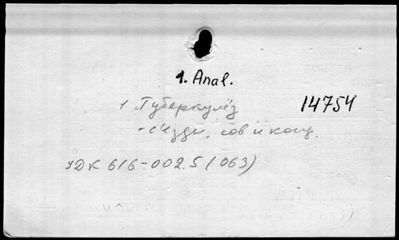 1. Anal.
1. Туберкулёз 14754
- съезды, сов и конф.
УДК 616-002.5 (063)